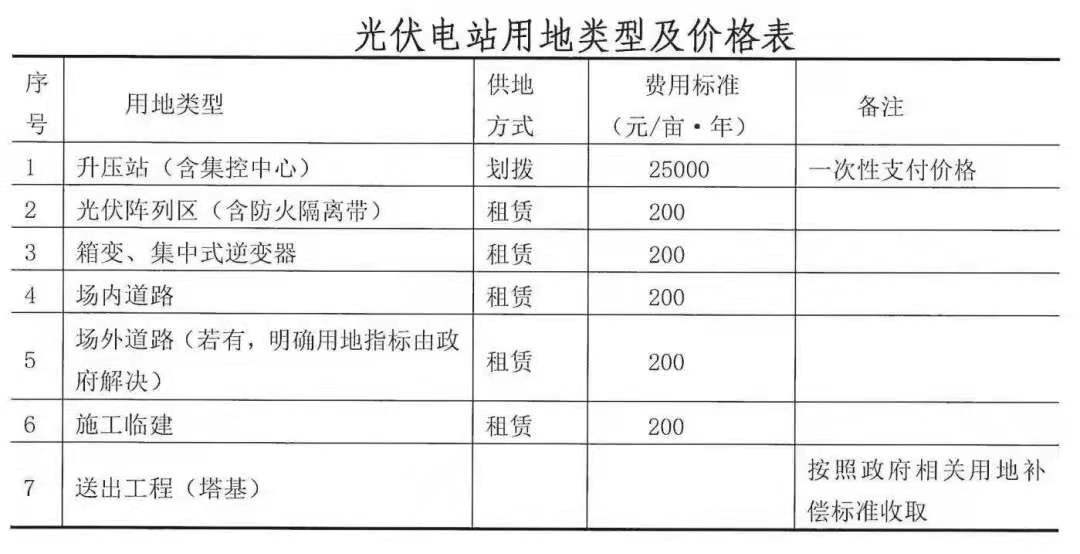 光伏电站用地类型及价格表
序号 用地类型 供地方式 费用标准（元/亩·年） 备注
1 升压站（含集控中心） 划拨 25000 一次性支付价格
2 光伏阵列区（含防火隔离带） 租赁 200
3 箱变、集中式逆变器 租赁 200
4 场内道路 租赁 200
5 场外道路（若有，明确用地指标由政府解决） 租赁 200
6 施工临建 租赁 200
7 送出工程（塔基） 按照政府相关用地补偿标准收取